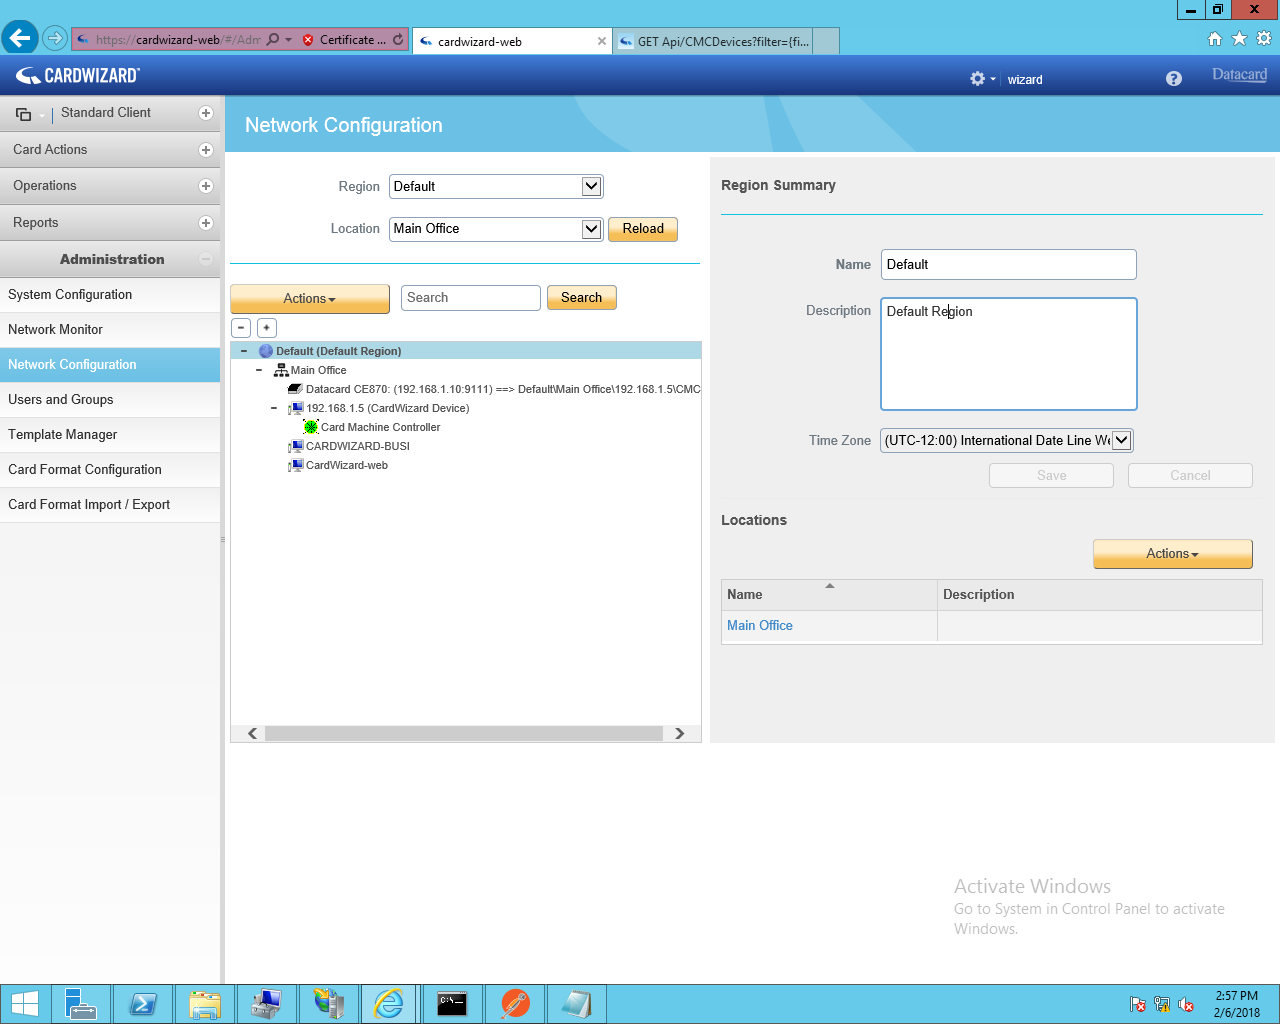 https://cardwizard-web/#/Adm
Certificate ...
cardwizard-web
GET Api/CMCDevices?filter={fi...
CARDWIZARD
wizard
Datacard
Standard Client
Card Actions
Operations
Reports
Administration
System Configuration
Network Monitor
Network Configuration
Users and Groups
Template Manager
Card Format Configuration
Card Format Import / Export
Network Configuration
Region
Default
Location
Main Office
Reload
Actions
Search
Search
Default (Default Region)
Main Office
Datacard CE870: (192.168.1.10:9111) ==> Default\Main Office\192.168.1.5\CMC
192.168.1.5 (CardWizard Device)
Card Machine Controller
CARDWIZARD-BUSI
CardWizard-web
Region Summary
Name
Default
Description
Default Region
Time Zone
(UTC-12:00) International Date Line We
Save
Cancel
Locations
Actions
Name
Description
Main Office
Activate Windows
Go to System in Control Panel to activate
Windows.
2:57 PM
2/6/2018